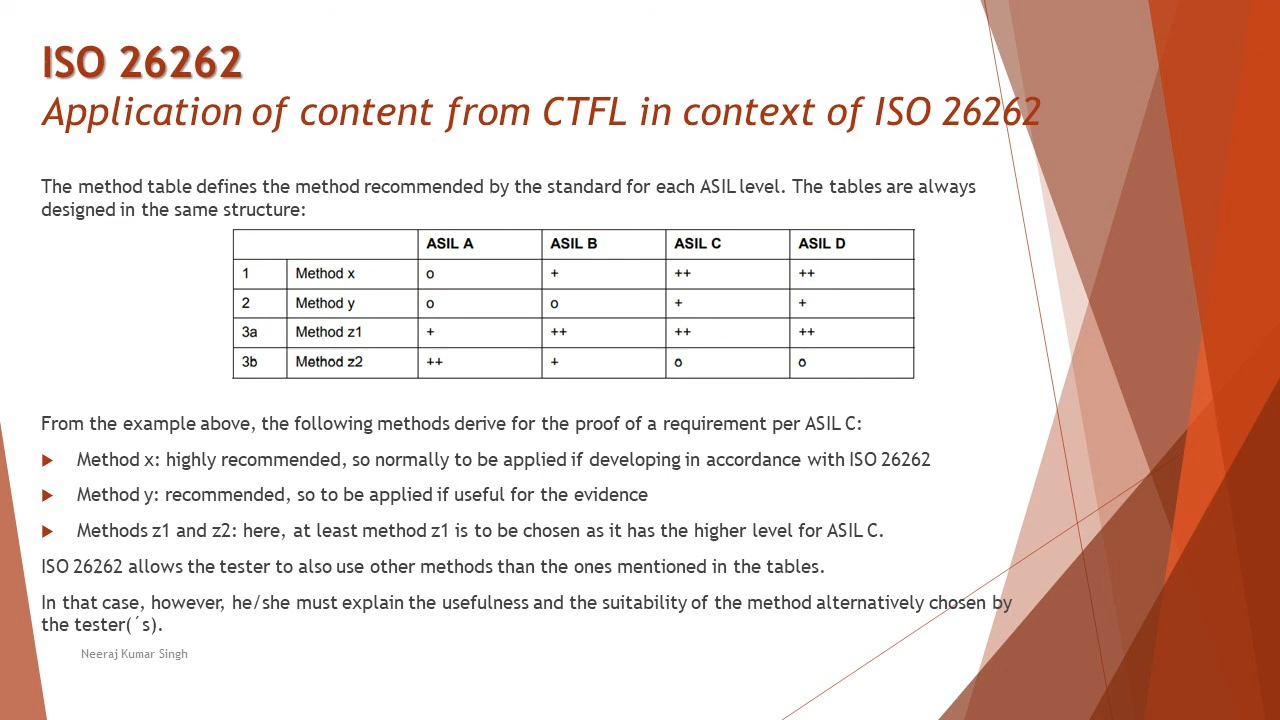 ISO 26262
Application of content from CTFL in context of ISO 26262
The method table defines the method recommended by the standard for each ASIL level. The tables are always
designed in the same structure:
ASIL A ASIL B ASIL C ASIL D
1 Method x o + ++ ++
2 Method y o o + +
3a Method z1 + ++ ++ ++
3b Method z2 ++ + o o
From the example above, the following methods derive for the proof of a requirement per ASIL C:
Method x: highly recommended, so normally to be applied if developing in accordance with ISO 26262
Method y: recommended, so to be applied if useful for the evidence
Methods z1 and z2: here, at least method z1 is to be chosen as it has the higher level for ASIL C.
ISO 26262 allows the tester to also use other methods than the ones mentioned in the tables.
In that case, however, he/she must explain the usefulness and the suitability of the method alternatively chosen by
the tester(´s).
Neeraj Kumar Singh